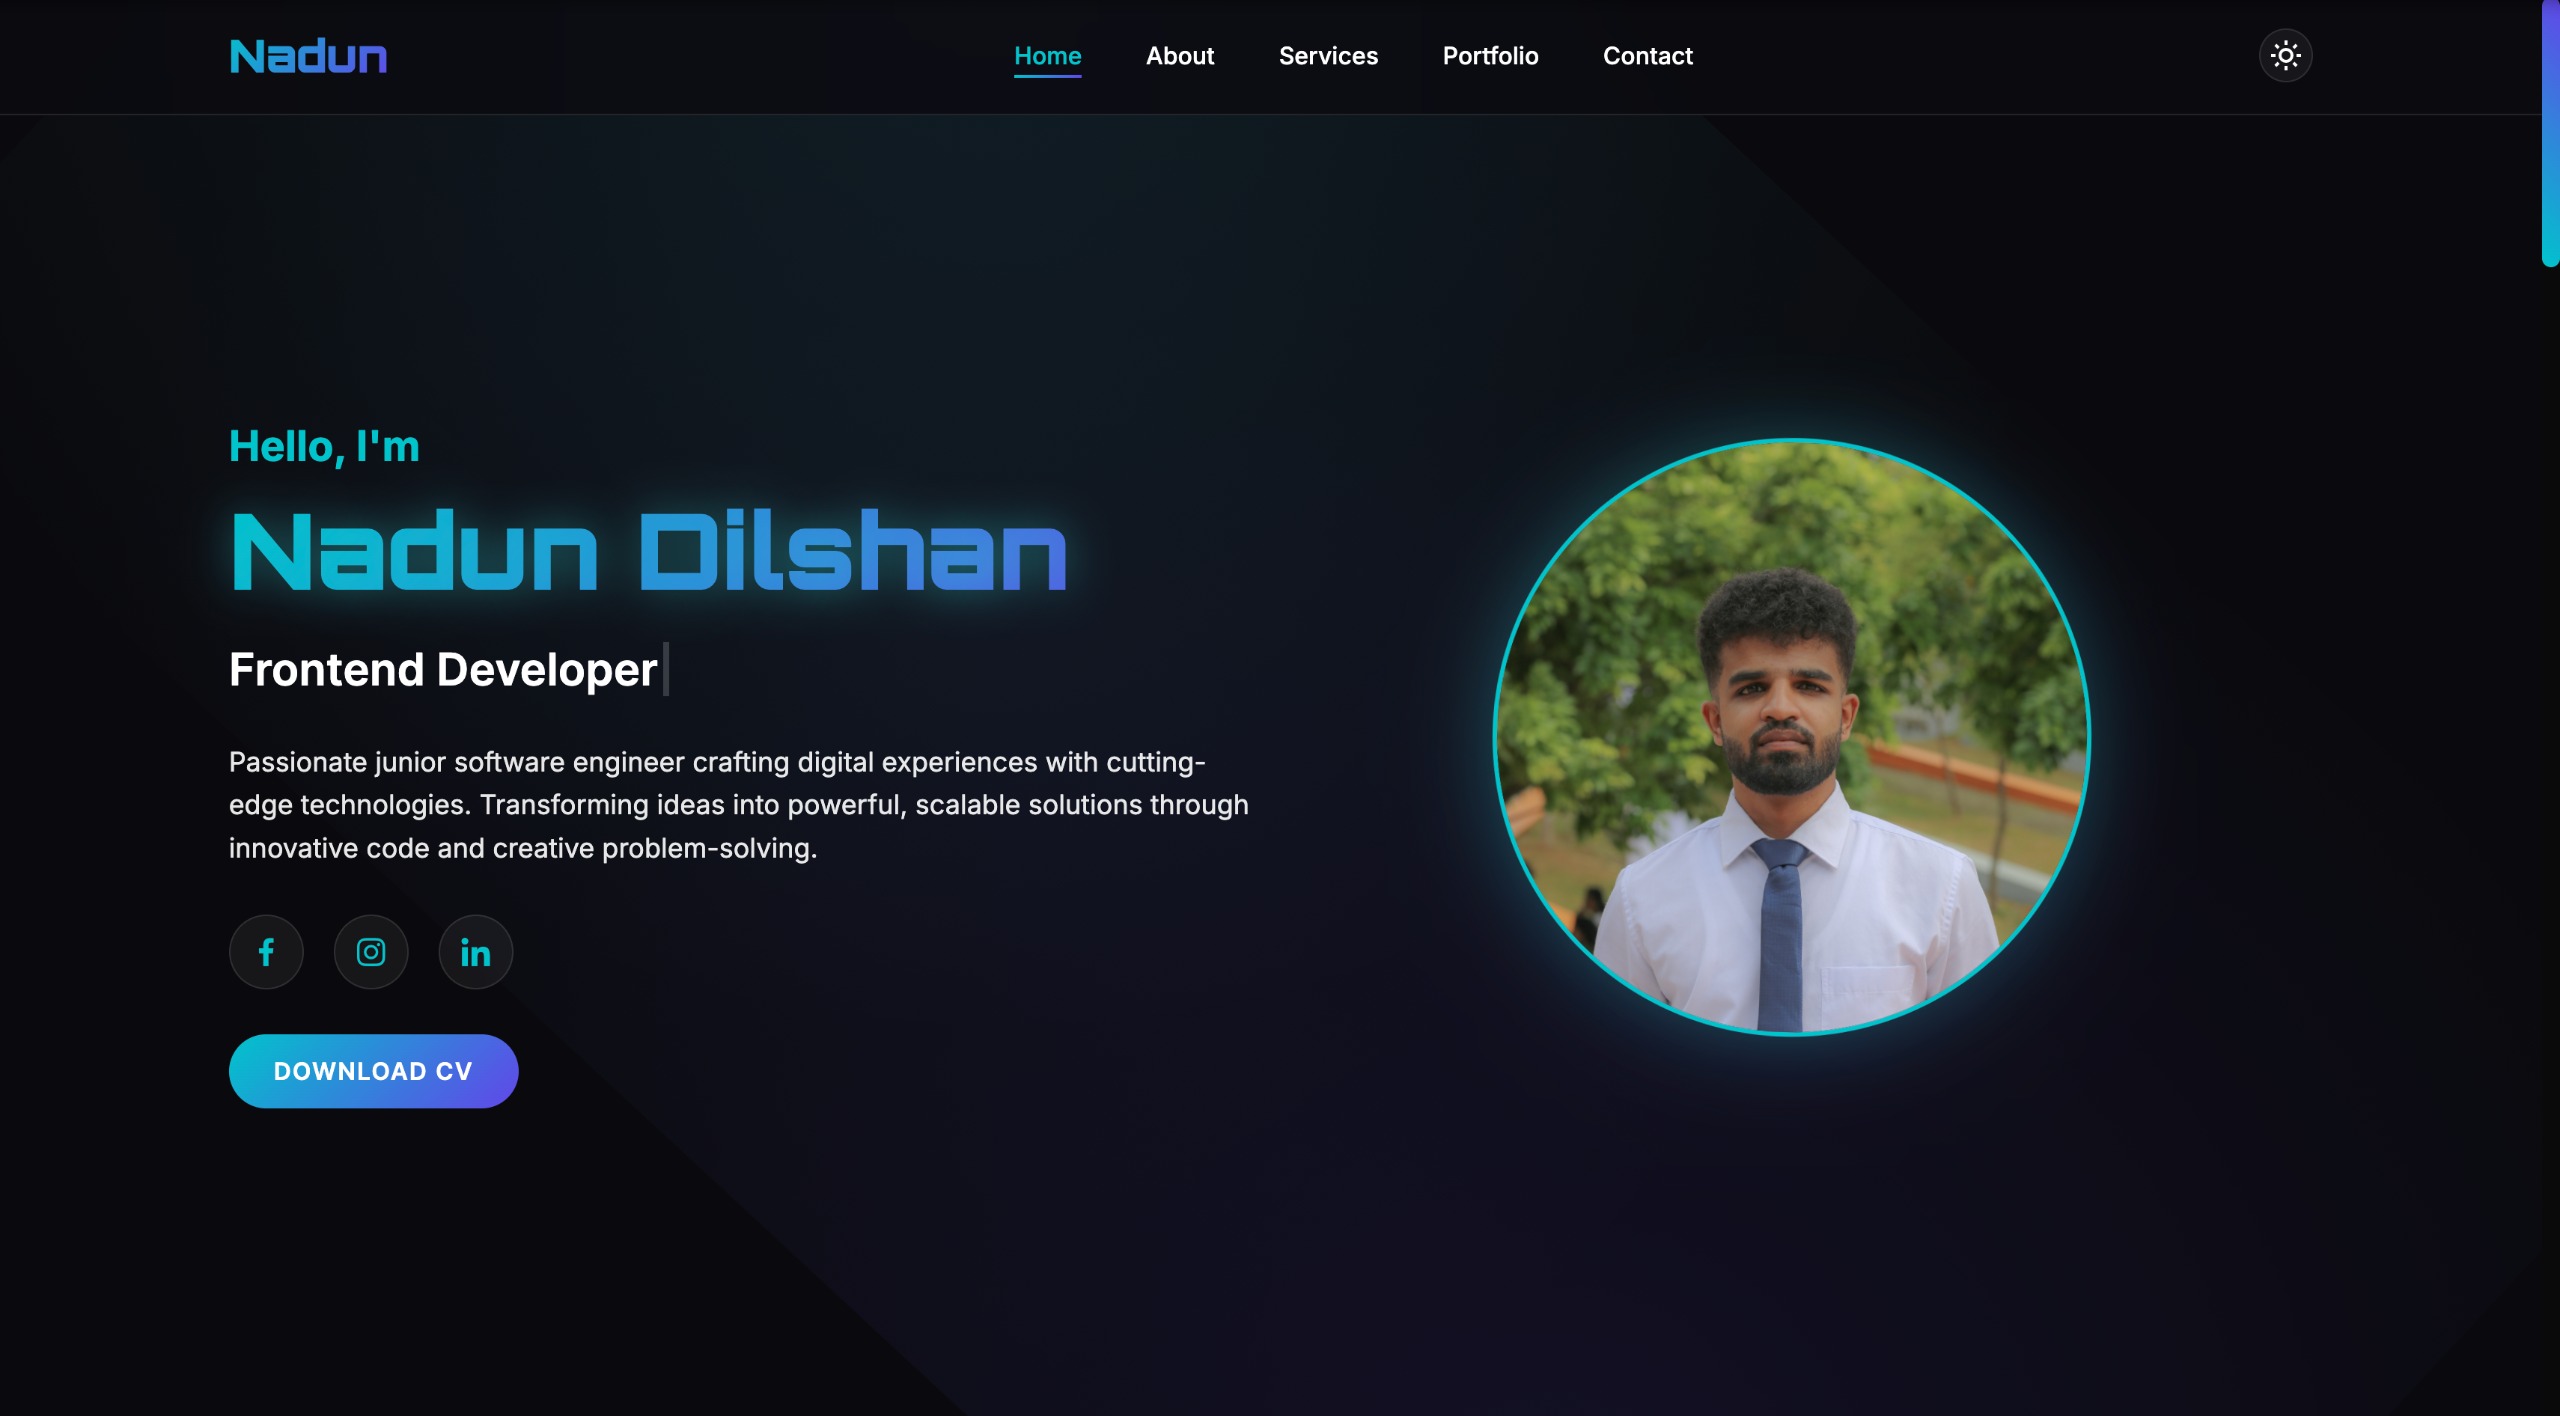 Nadun
Home About Services Portfolio Contact
Hello, I'm
Nadun Dilshan
Frontend Developer
Passionate junior software engineer crafting digital experiences with cutting-
edge technologies. Transforming ideas into powerful, scalable solutions through
innovative code and creative problem-solving.
DOWNLOAD CV